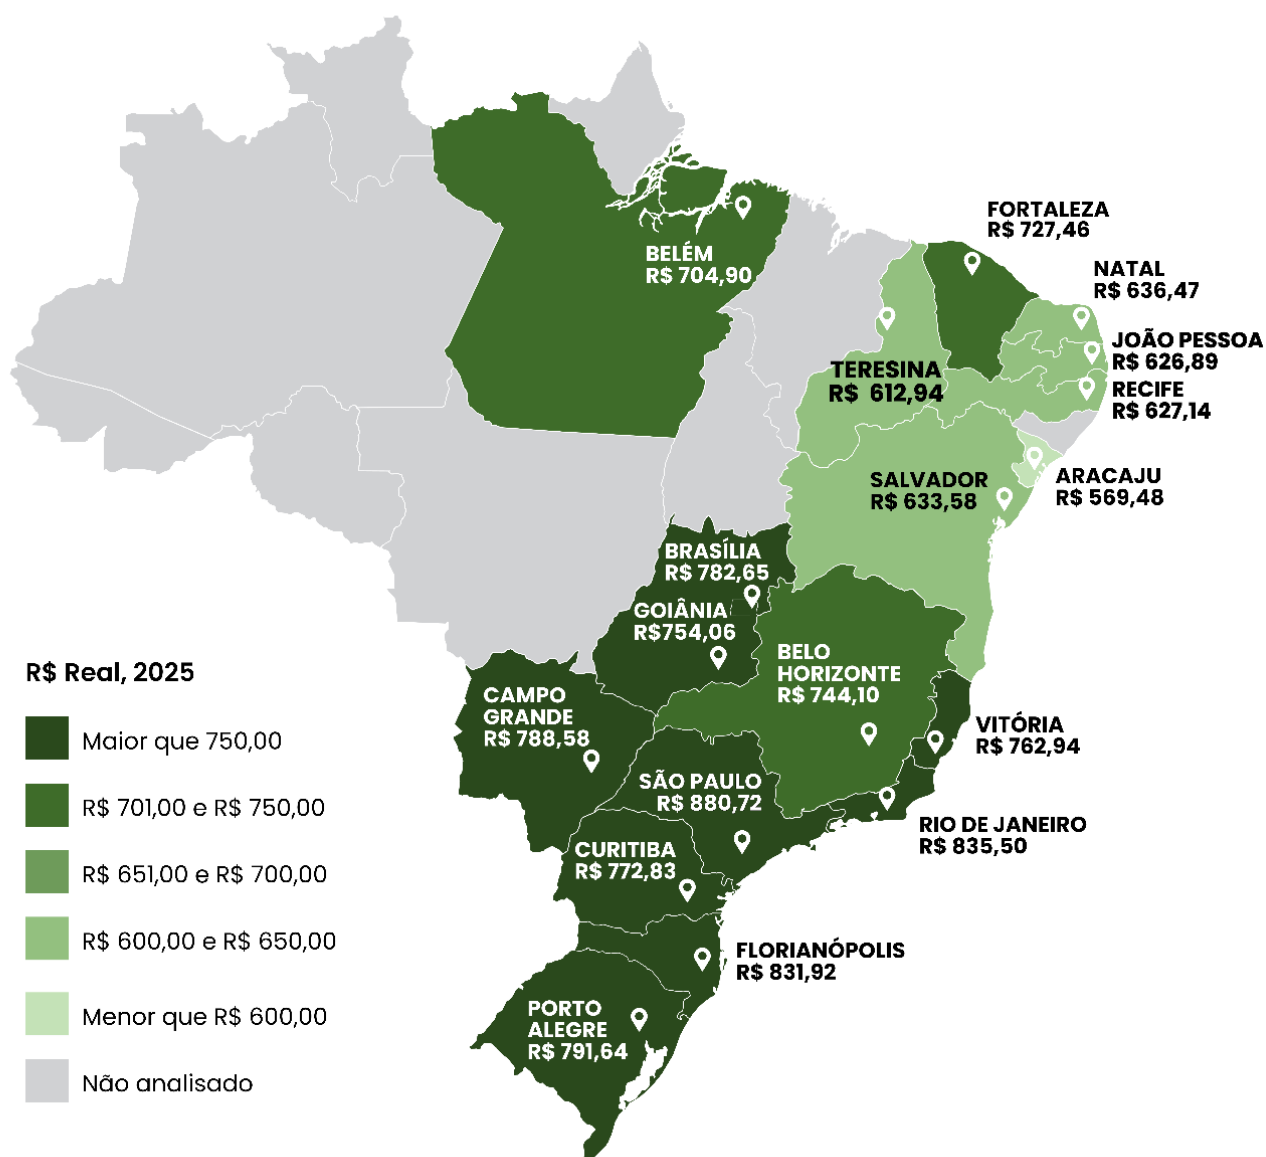 FORTALEZA
R$ 727,46
BELÉM
R$ 704,90
NATAL
R$ 636,47
JOÃO PESSOA
R$ 626,89
TERESINA
R$  612,94
RECIFE
R$ 627,14
SALVADOR
R$ 633,58
ARACAJU
R$ 569,48
BRASÍLIA
R$ 782,65
GOIÂNIA
R$754,06
BELO
HORIZONTE
R$ 744,10
CAMPO
GRANDE
R$ 788,58
VITÓRIA
R$ 762,94
SÃO PAULO
R$ 880,72
RIO DE JANEIRO
R$ 835,50
CURITIBA
R$ 772,83
FLORIANÓPOLIS
R$ 831,92
PORTO
ALEGRE
R$ 791,64
R$ Real, 2025
Maior que 750,00
R$ 701,00 e R$ 750,00
R$ 651,00 e R$ 700,00
R$ 600,00 e R$ 650,00
Menor que R$ 600,00
Não analisado